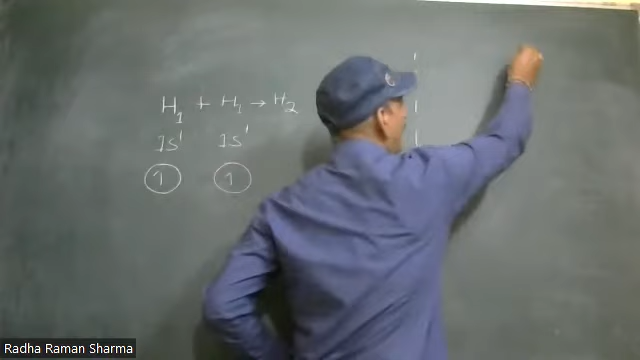 H₁ + H₁ → H₂
1s¹ 1s¹
1 1
Radha Raman Sharma